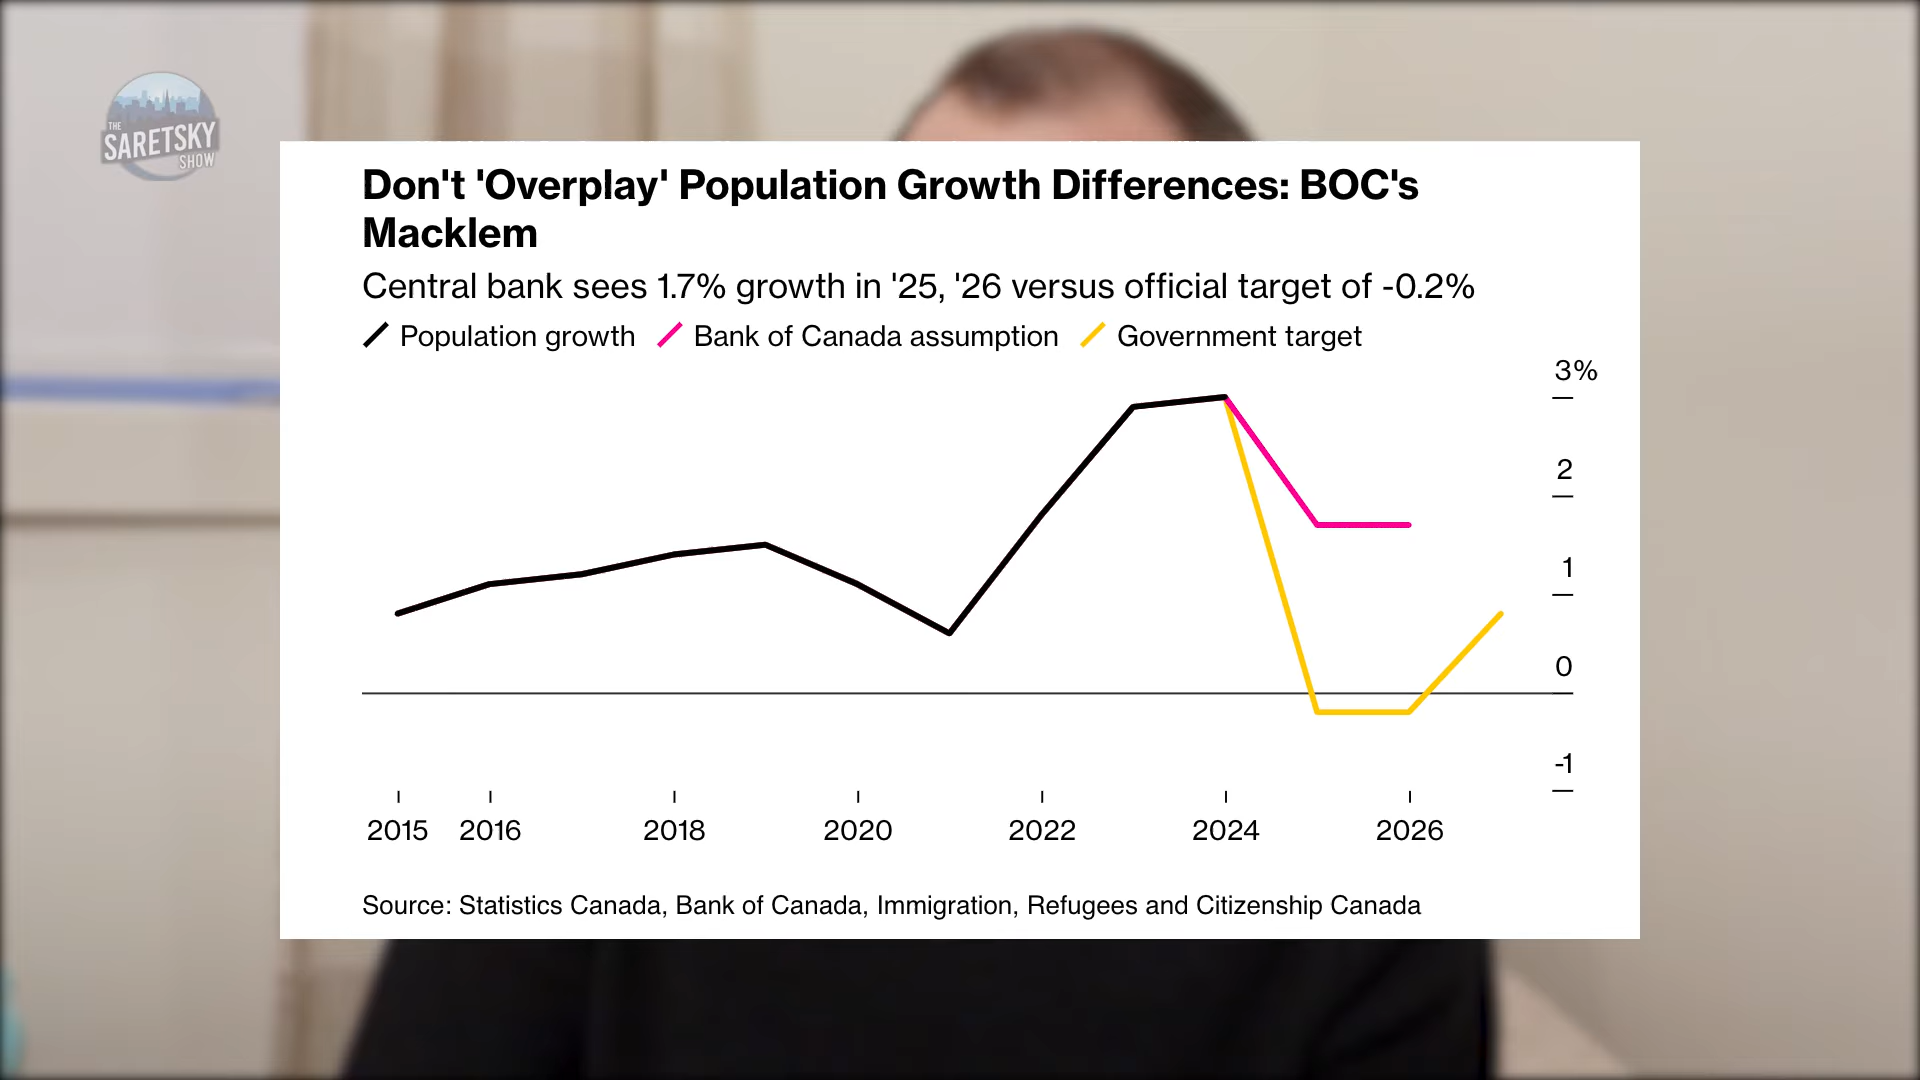 THE
SARETSKY
SHOW
Don't 'Overplay' Population Growth Differences: BOC's
Macklem
Central bank sees 1.7% growth in '25, '26 versus official target of -0.2%
Population growth Bank of Canada assumption Government target
3%
2
1
0
-1
2015 2016 2018 2020 2022 2024 2026
Source: Statistics Canada, Bank of Canada, Immigration, Refugees and Citizenship Canada